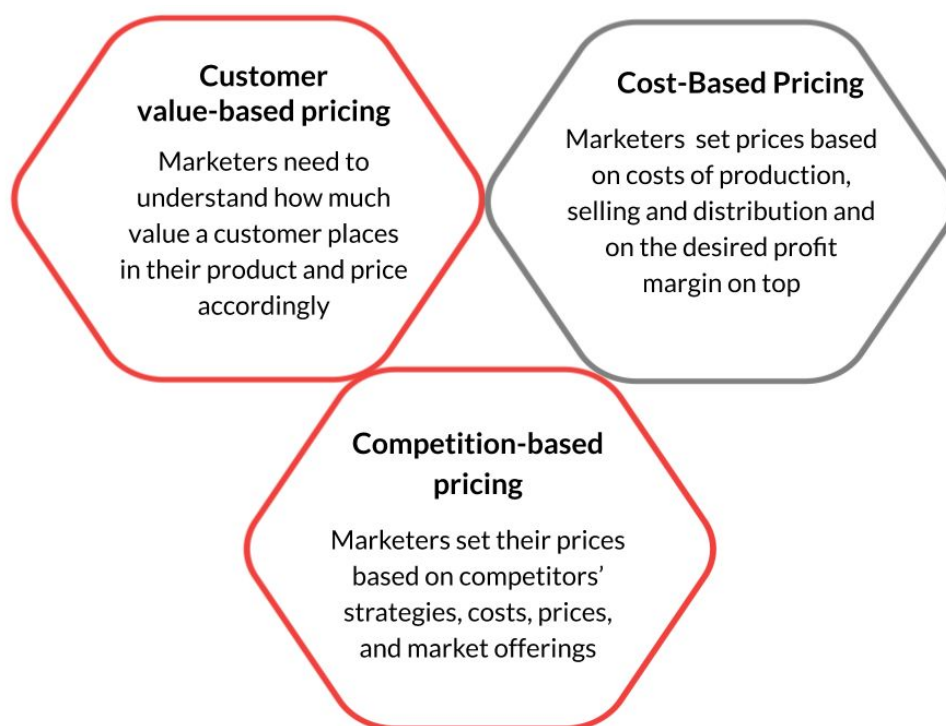 Customer
value-based pricing
Marketers need to
understand how much
value a customer places
in their product and price
accordingly
Cost-Based Pricing
Marketers set prices based
on costs of production,
selling and distribution and
on the desired profit
margin on top
Competition-based
pricing
Marketers set their prices
based on competitors’
strategies, costs, prices,
and market offerings